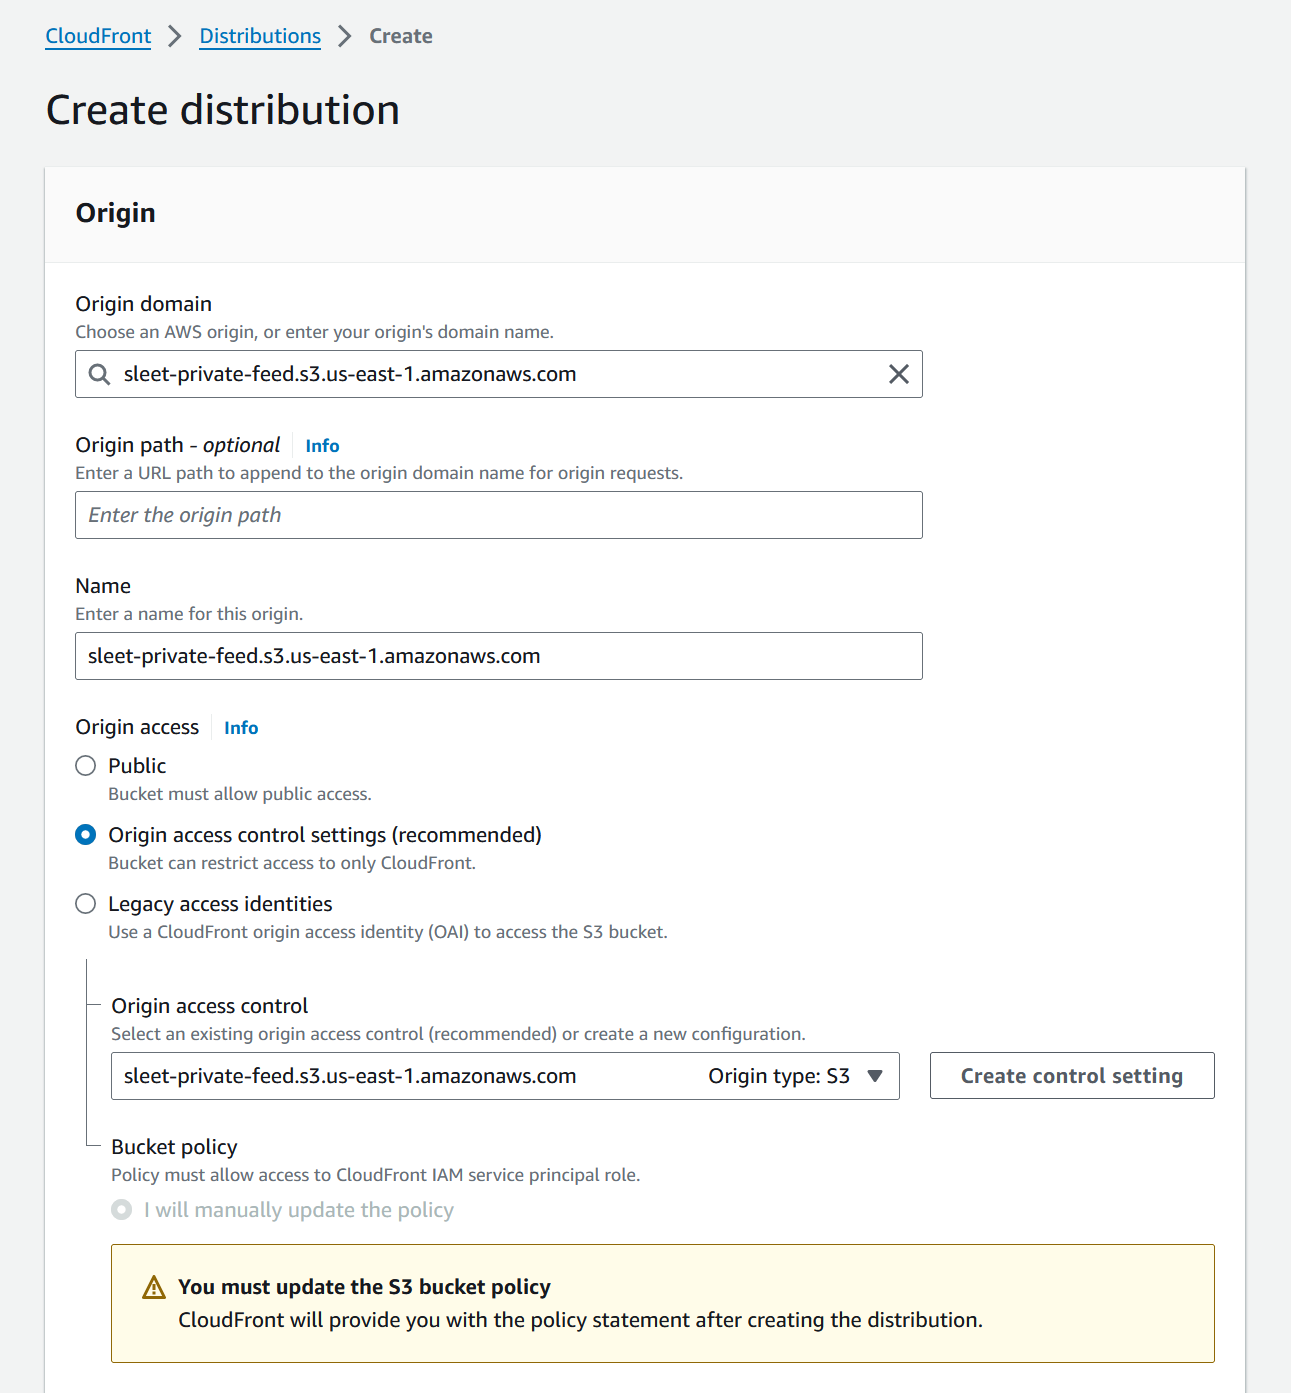 CloudFront > Distributions > Create
Create distribution
Origin
Origin domain
Choose an AWS origin, or enter your origin's domain name.
sleet-private-feed.s3.us-east-1.amazonaws.com
Origin path - optional Info
Enter a URL path to append to the origin domain name for origin requests.
Enter the origin path
Name
Enter a name for this origin.
sleet-private-feed.s3.us-east-1.amazonaws.com
Origin access Info
Public
Bucket must allow public access.
Origin access control settings (recommended)
Bucket can restrict access to only CloudFront.
Legacy access identities
Use a CloudFront origin access identity (OAI) to access the S3 bucket.
Origin access control
Select an existing origin access control (recommended) or create a new configuration.
sleet-private-feed.s3.us-east-1.amazonaws.com Origin type: S3 Create control setting
Bucket policy
Policy must allow access to CloudFront IAM service principal role.
I will manually update the policy
You must update the S3 bucket policy
CloudFront will provide you with the policy statement after creating the distribution.